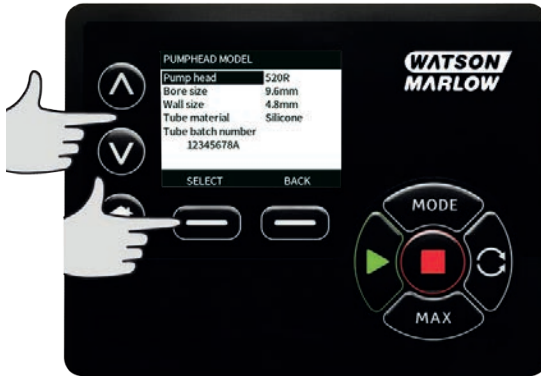 PUMPHEAD MODEL
Pump head 520R
Bore size 9.6mm
Wall size 4.8mm
Tube material Silicone
Tube batch number
12345678A
SELECT BACK
WATSON
MARLOW
MODE
MAX